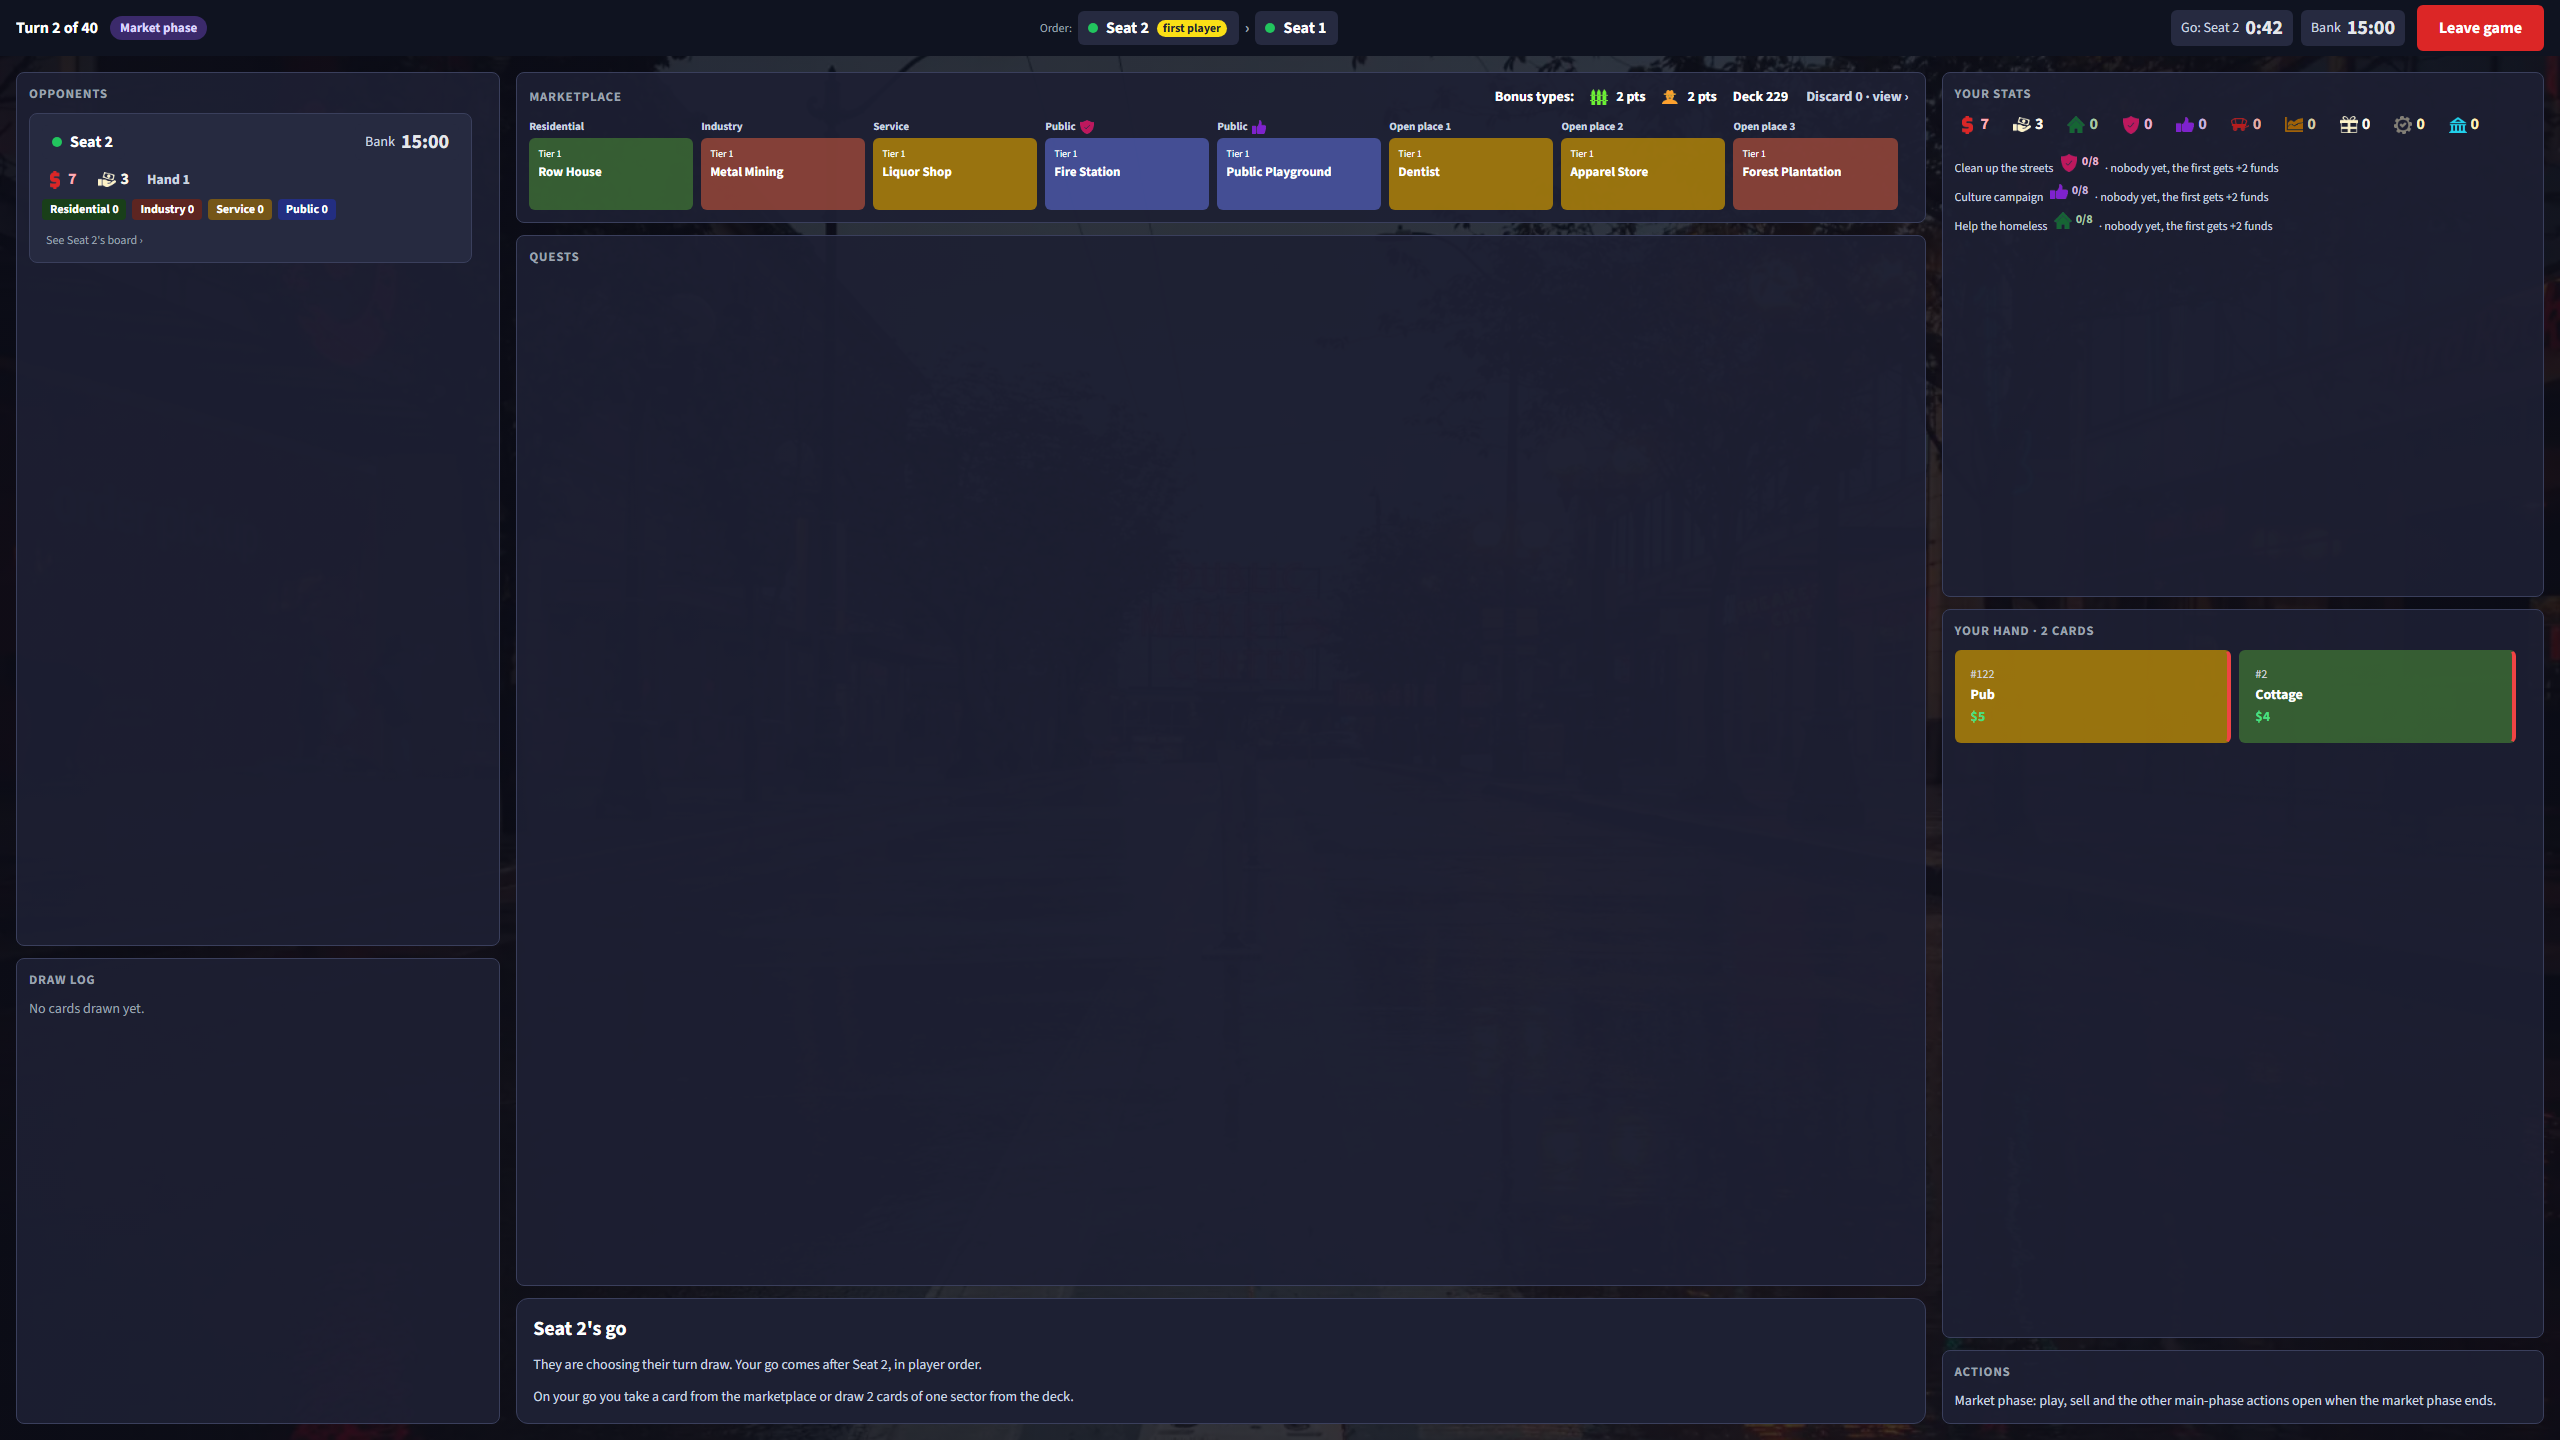 Turn 2 of 40 Market phase
Order: Seat 2 first player › Seat 1
Go: Seat 2 0:42 Bank 15:00 Leave game
OPPONENTS
Seat 2 Bank 15:00
7 3 Hand 1
Residential 0 Industry 0 Service 0 Public 0
See Seat 2's board ›
DRAW LOG
No cards drawn yet.
MARKETPLACE Bonus types: 2 pts 2 pts Deck 229 Discard 0 · view ›
Residential Industry Service Public Public Open place 1 Open place 2 Open place 3
Tier 1 Tier 1 Tier 1 Tier 1 Tier 1 Tier 1 Tier 1 Tier 1
Row House Metal Mining Liquor Shop Fire Station Public Playground Dentist Apparel Store Forest Plantation
QUESTS
Seat 2's go
They are choosing their turn draw. Your go comes after Seat 2, in player order.
On your go you take a card from the marketplace or draw 2 cards of one sector from the deck.
YOUR STATS
7 3 0 0 0 0 0 0 0 0
Clean up the streets 0/8 · nobody yet, the first gets +2 funds
Culture campaign 0/8 · nobody yet, the first gets +2 funds
Help the homeless 0/8 · nobody yet, the first gets +2 funds
YOUR HAND · 2 CARDS
#122 #2
Pub Cottage
$5 $4
ACTIONS
Market phase: play, sell and the other main-phase actions open when the market phase ends.